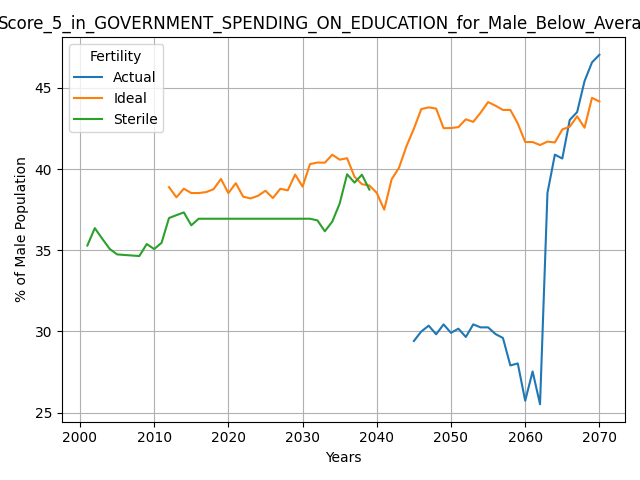 Score_5_in_GOVERNMENT_SPENDING_ON_EDUCATION_for_Male_Below_Avera
Fertility
Actual
Ideal
Sterile
% of Male Population
45
40
35
30
25
2000 2010 2020 2030 2040 2050 2060 2070
Years